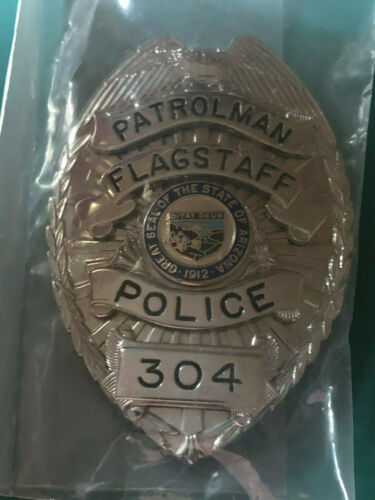 PATROLMAN
FLAGSTAFF
GREAT SEAL OF THE STATE OF ARIZONA
DITAT DEUS
1912
POLICE
304